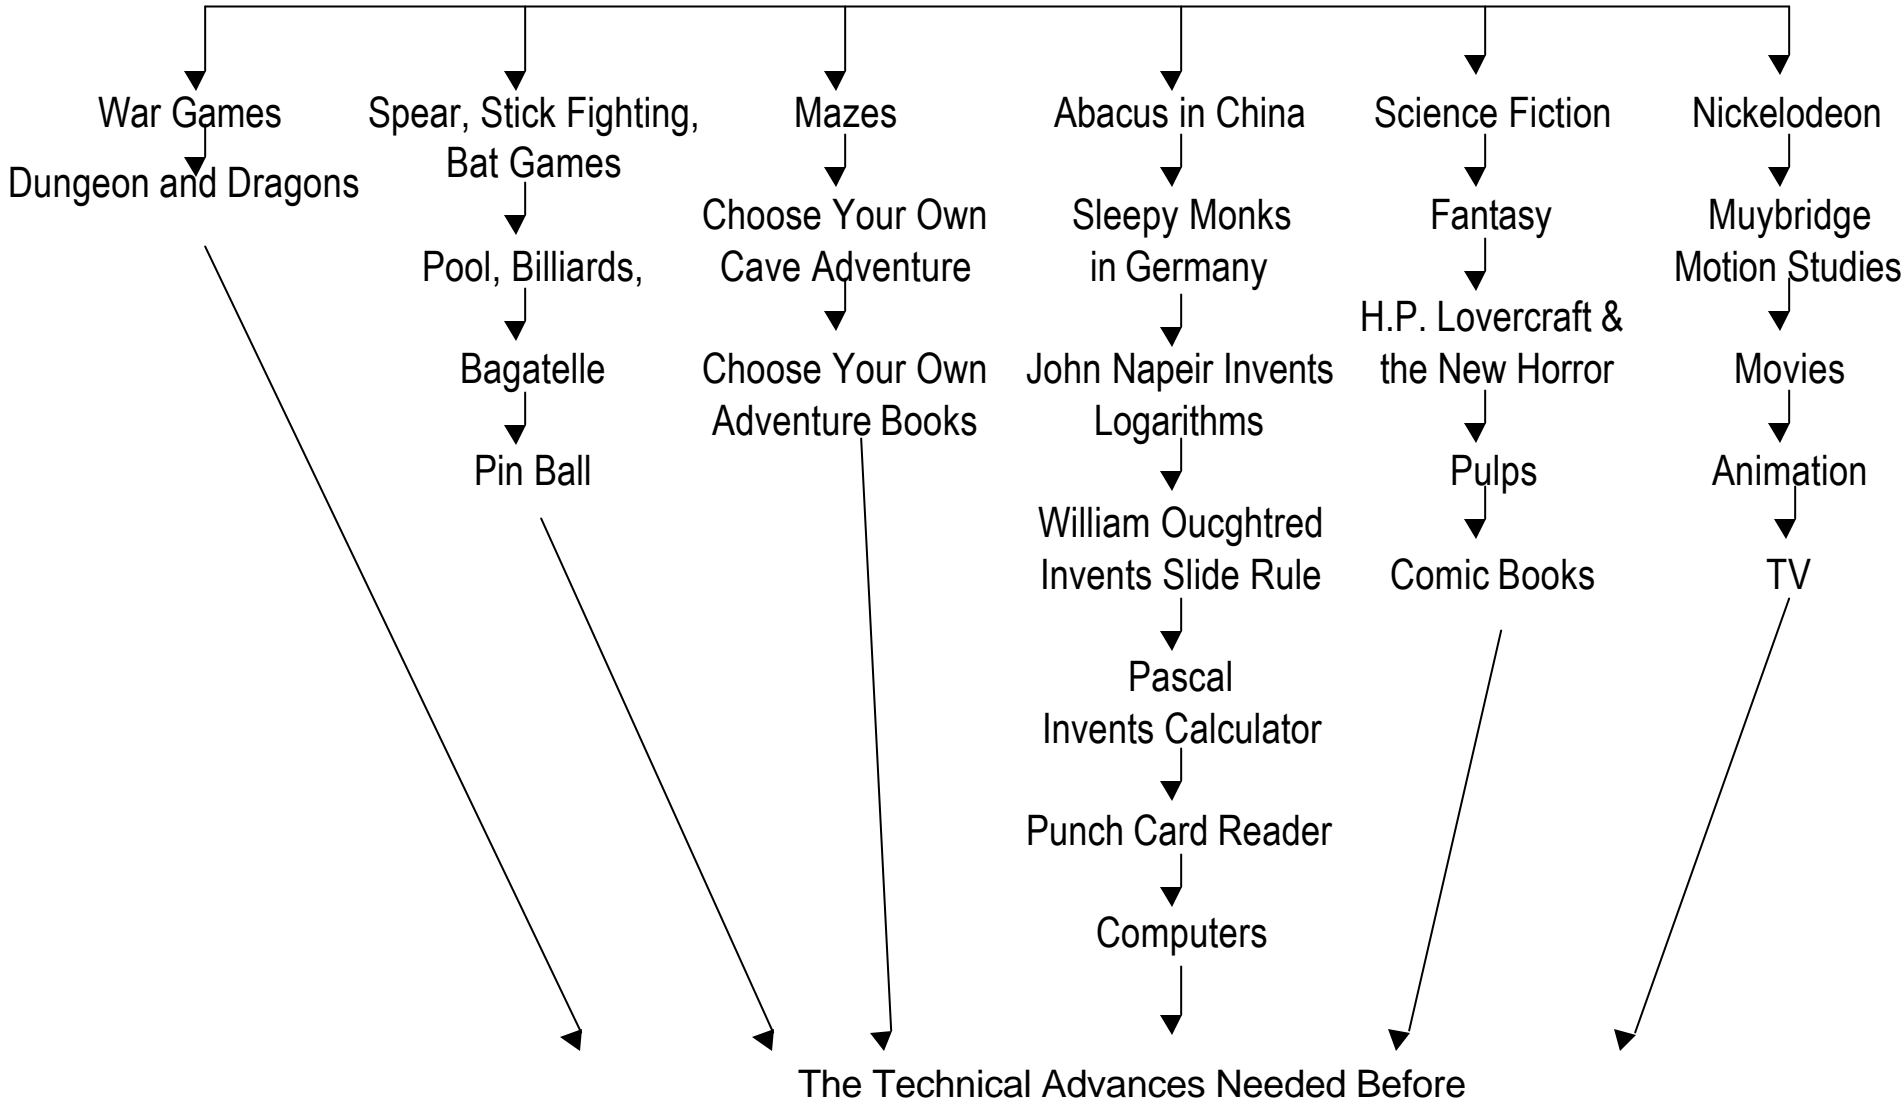 War Games
Dungeon and Dragons
Spear, Stick Fighting,
Bat Games
Pool, Billiards,
Bagatelle
Pin Ball
Mazes
Choose Your Own
Cave Adventure
Choose Your Own
Adventure Books
Abacus in China
Sleepy Monks
in Germany
John Napeir Invents
Logarithms
William Oucghtred
Invents Slide Rule
Pascal
Invents Calculator
Punch Card Reader
Computers
Science Fiction
Fantasy
H.P. Lovercraft &
the New Horror
Pulps
Comic Books
Nickelodeon
Muybridge
Motion Studies
Movies
Animation
TV
The Technical Advances Needed Before